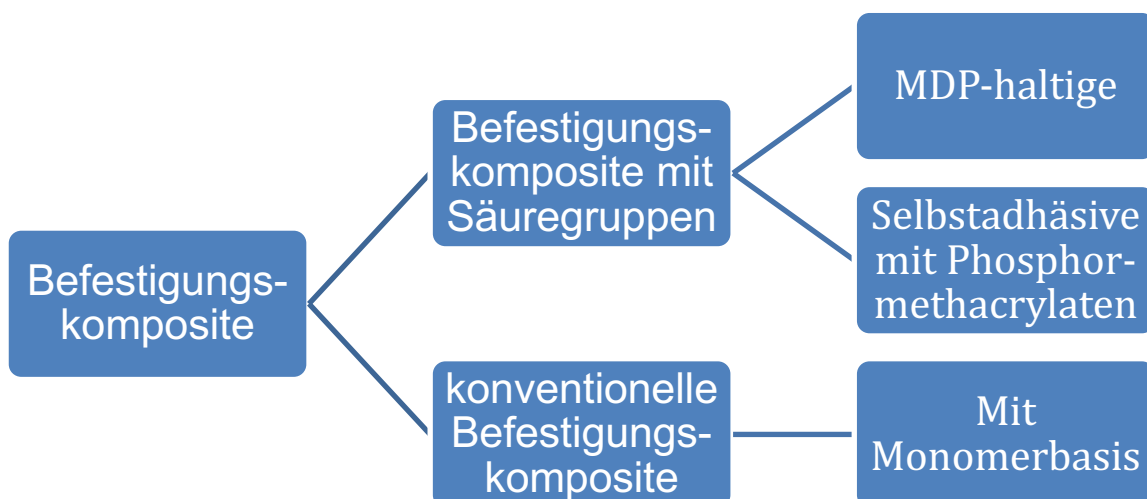 Befestigungs-
komposite
Befestigungs-
komposite mit
Säuregruppen
MDP-haltige
Selbstadhäsive
mit Phosphor-
methacrylaten
konventionelle
Befestigungs-
komposite
Mit
Monomerbasis